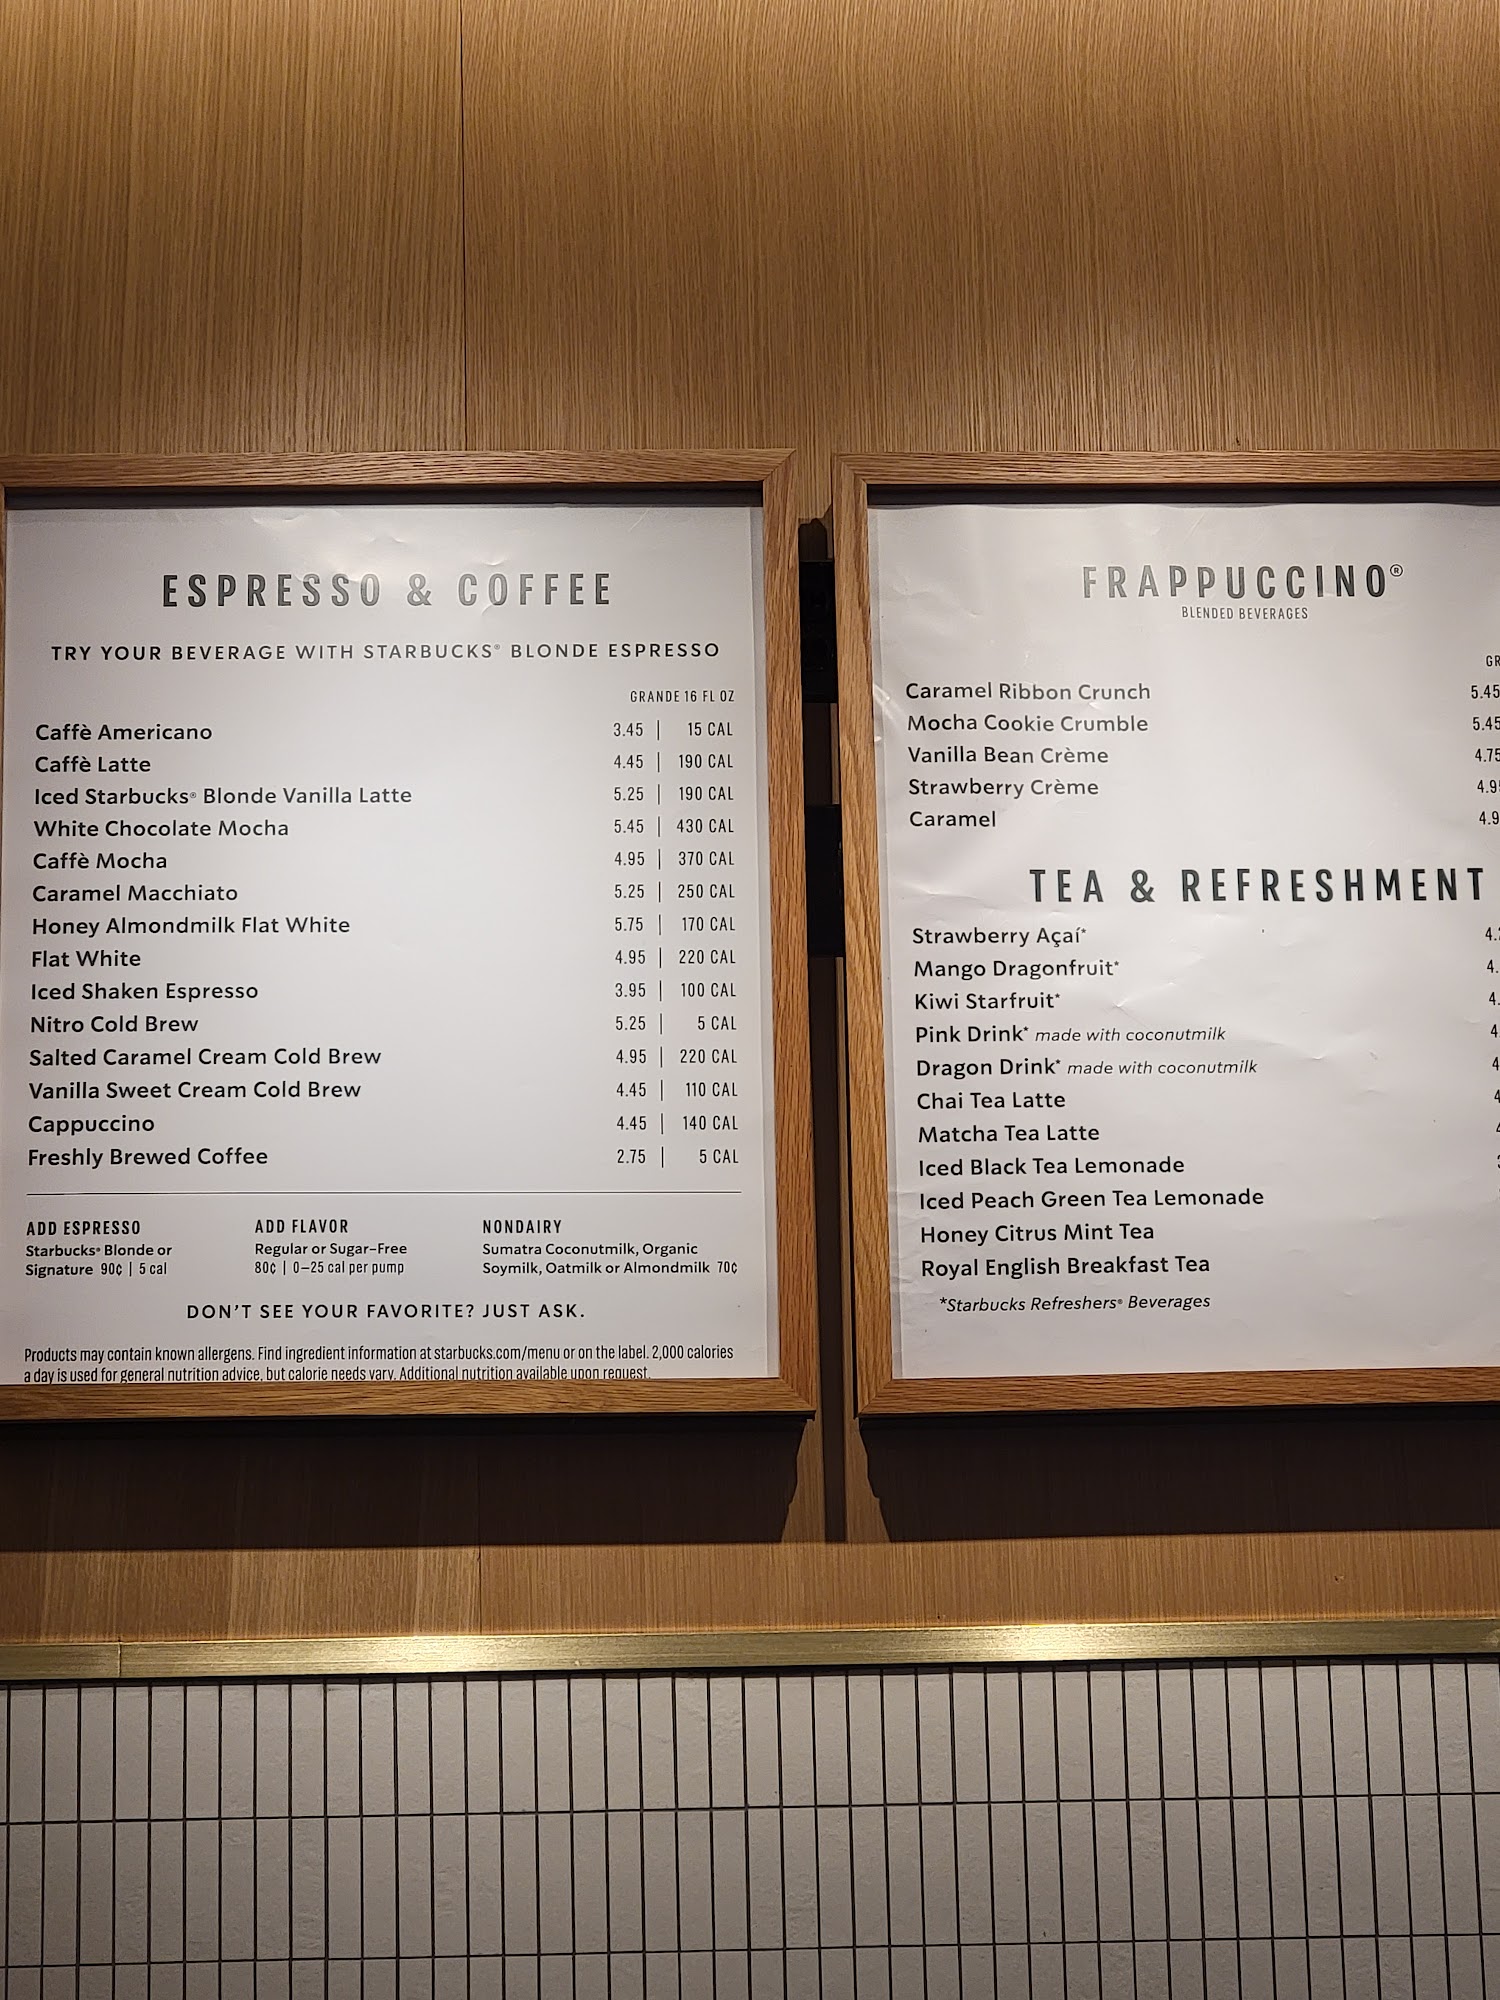 ESPRESSO & COFFEE
TRY YOUR BEVERAGE WITH STARBUCKS® BLONDE ESPRESSO
GRANDE 16 FL OZ
Caffè Americano 3.45 | 15 CAL
Caffè Latte 4.45 | 190 CAL
Iced Starbucks® Blonde Vanilla Latte 5.25 | 190 CAL
White Chocolate Mocha 5.45 | 430 CAL
Caffè Mocha 4.95 | 370 CAL
Caramel Macchiato 5.25 | 250 CAL
Honey Almondmilk Flat White 5.75 | 170 CAL
Flat White 4.95 | 220 CAL
Iced Shaken Espresso 3.95 | 100 CAL
Nitro Cold Brew 5.25 | 5 CAL
Salted Caramel Cream Cold Brew 4.95 | 220 CAL
Vanilla Sweet Cream Cold Brew 4.45 | 110 CAL
Cappuccino 4.45 | 140 CAL
Freshly Brewed Coffee 2.75 | 5 CAL
ADD ESPRESSO
Starbucks® Blonde or
Signature 90¢ | 5 cal
ADD FLAVOR
Regular or Sugar-Free
80¢ | 0–25 cal per pump
NONDAIRY
Sumatra Coconutmilk, Organic
Soymilk, Oatmilk or Almondmilk 70¢
DON'T SEE YOUR FAVORITE? JUST ASK.
Products may contain known allergens. Find ingredient information at starbucks.com/menu or on the label. 2,000 calories
a day is used for general nutrition advice, but calorie needs vary. Additional nutrition available upon request.
FRAPPUCCINO®
BLENDED BEVERAGES
Caramel Ribbon Crunch 5.45
Mocha Cookie Crumble 5.45
Vanilla Bean Crème 4.75
Strawberry Crème 4.9
Caramel 4.9
TEA & REFRESHMENT
Strawberry Açaí* 4.
Mango Dragonfruit* 4.
Kiwi Starfruit* 4.
Pink Drink* made with coconutmilk 4
Dragon Drink* made with coconutmilk 4
Chai Tea Latte
Matcha Tea Latte
Iced Black Tea Lemonade
Iced Peach Green Tea Lemonade
Honey Citrus Mint Tea
Royal English Breakfast Tea
*Starbucks Refreshers® Beverages